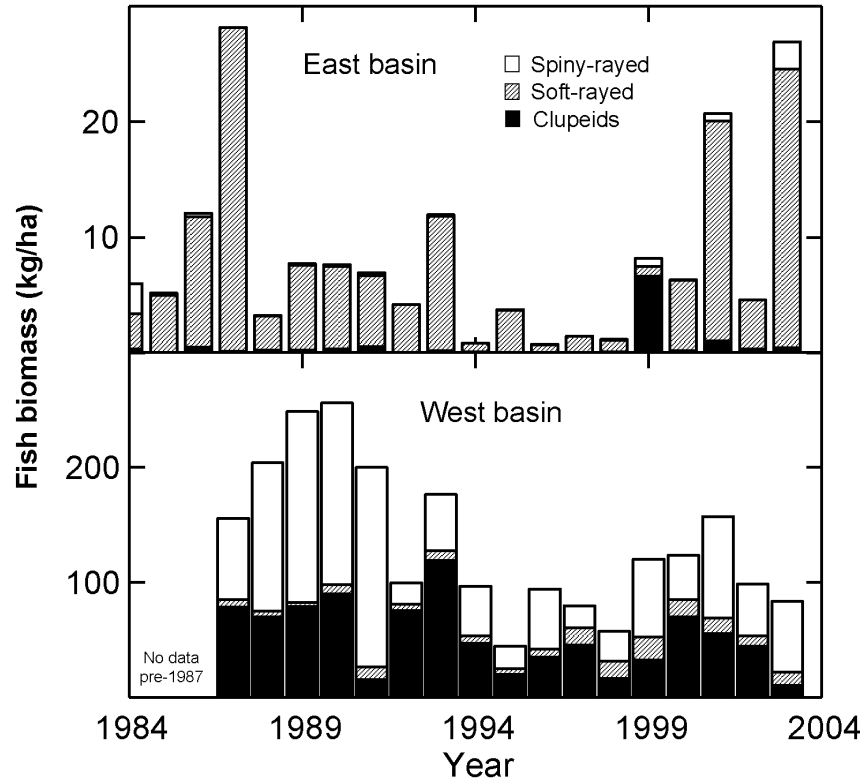 East basin
Spiny-rayed
Soft-rayed
Clupeids
20
10
Fish biomass (kg/ha)
West basin
200
100
No data
pre-1987
1984
1989
1994
1999
2004
Year